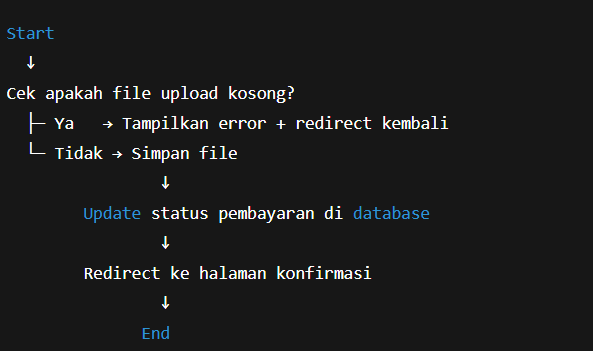 Start
↓
Cek apakah file upload kosong?
├─ Ya → Tampilkan error + redirect kembali
└─ Tidak → Simpan file
↓
Update status pembayaran di database
↓
Redirect ke halaman konfirmasi
↓
End